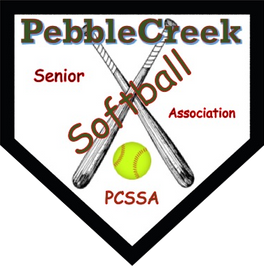 PebbleCreek
Senior
Softball
Association
PCSSA